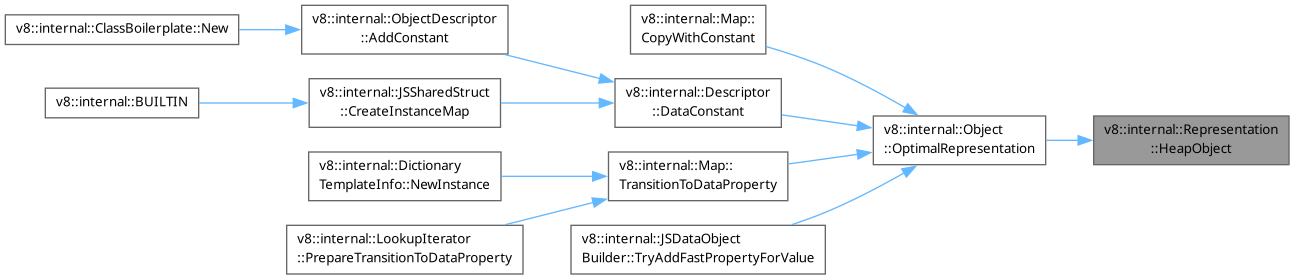 v8::internal::ClassBoilerplate::New
v8::internal::ObjectDescriptor
::AddConstant
v8::internal::Map::
CopyWithConstant
v8::internal::BUILTIN
v8::internal::JSSharedStruct
::CreateInstanceMap
v8::internal::Descriptor
::DataConstant
v8::internal::Object
::OptimalRepresentation
v8::internal::Representation
::HeapObject
v8::internal::Dictionary
TemplateInfo::NewInstance
v8::internal::Map::
TransitionToDataProperty
v8::internal::LookupIterator
::PrepareTransitionToDataProperty
v8::internal::JSDataObject
Builder::TryAddFastPropertyForValue